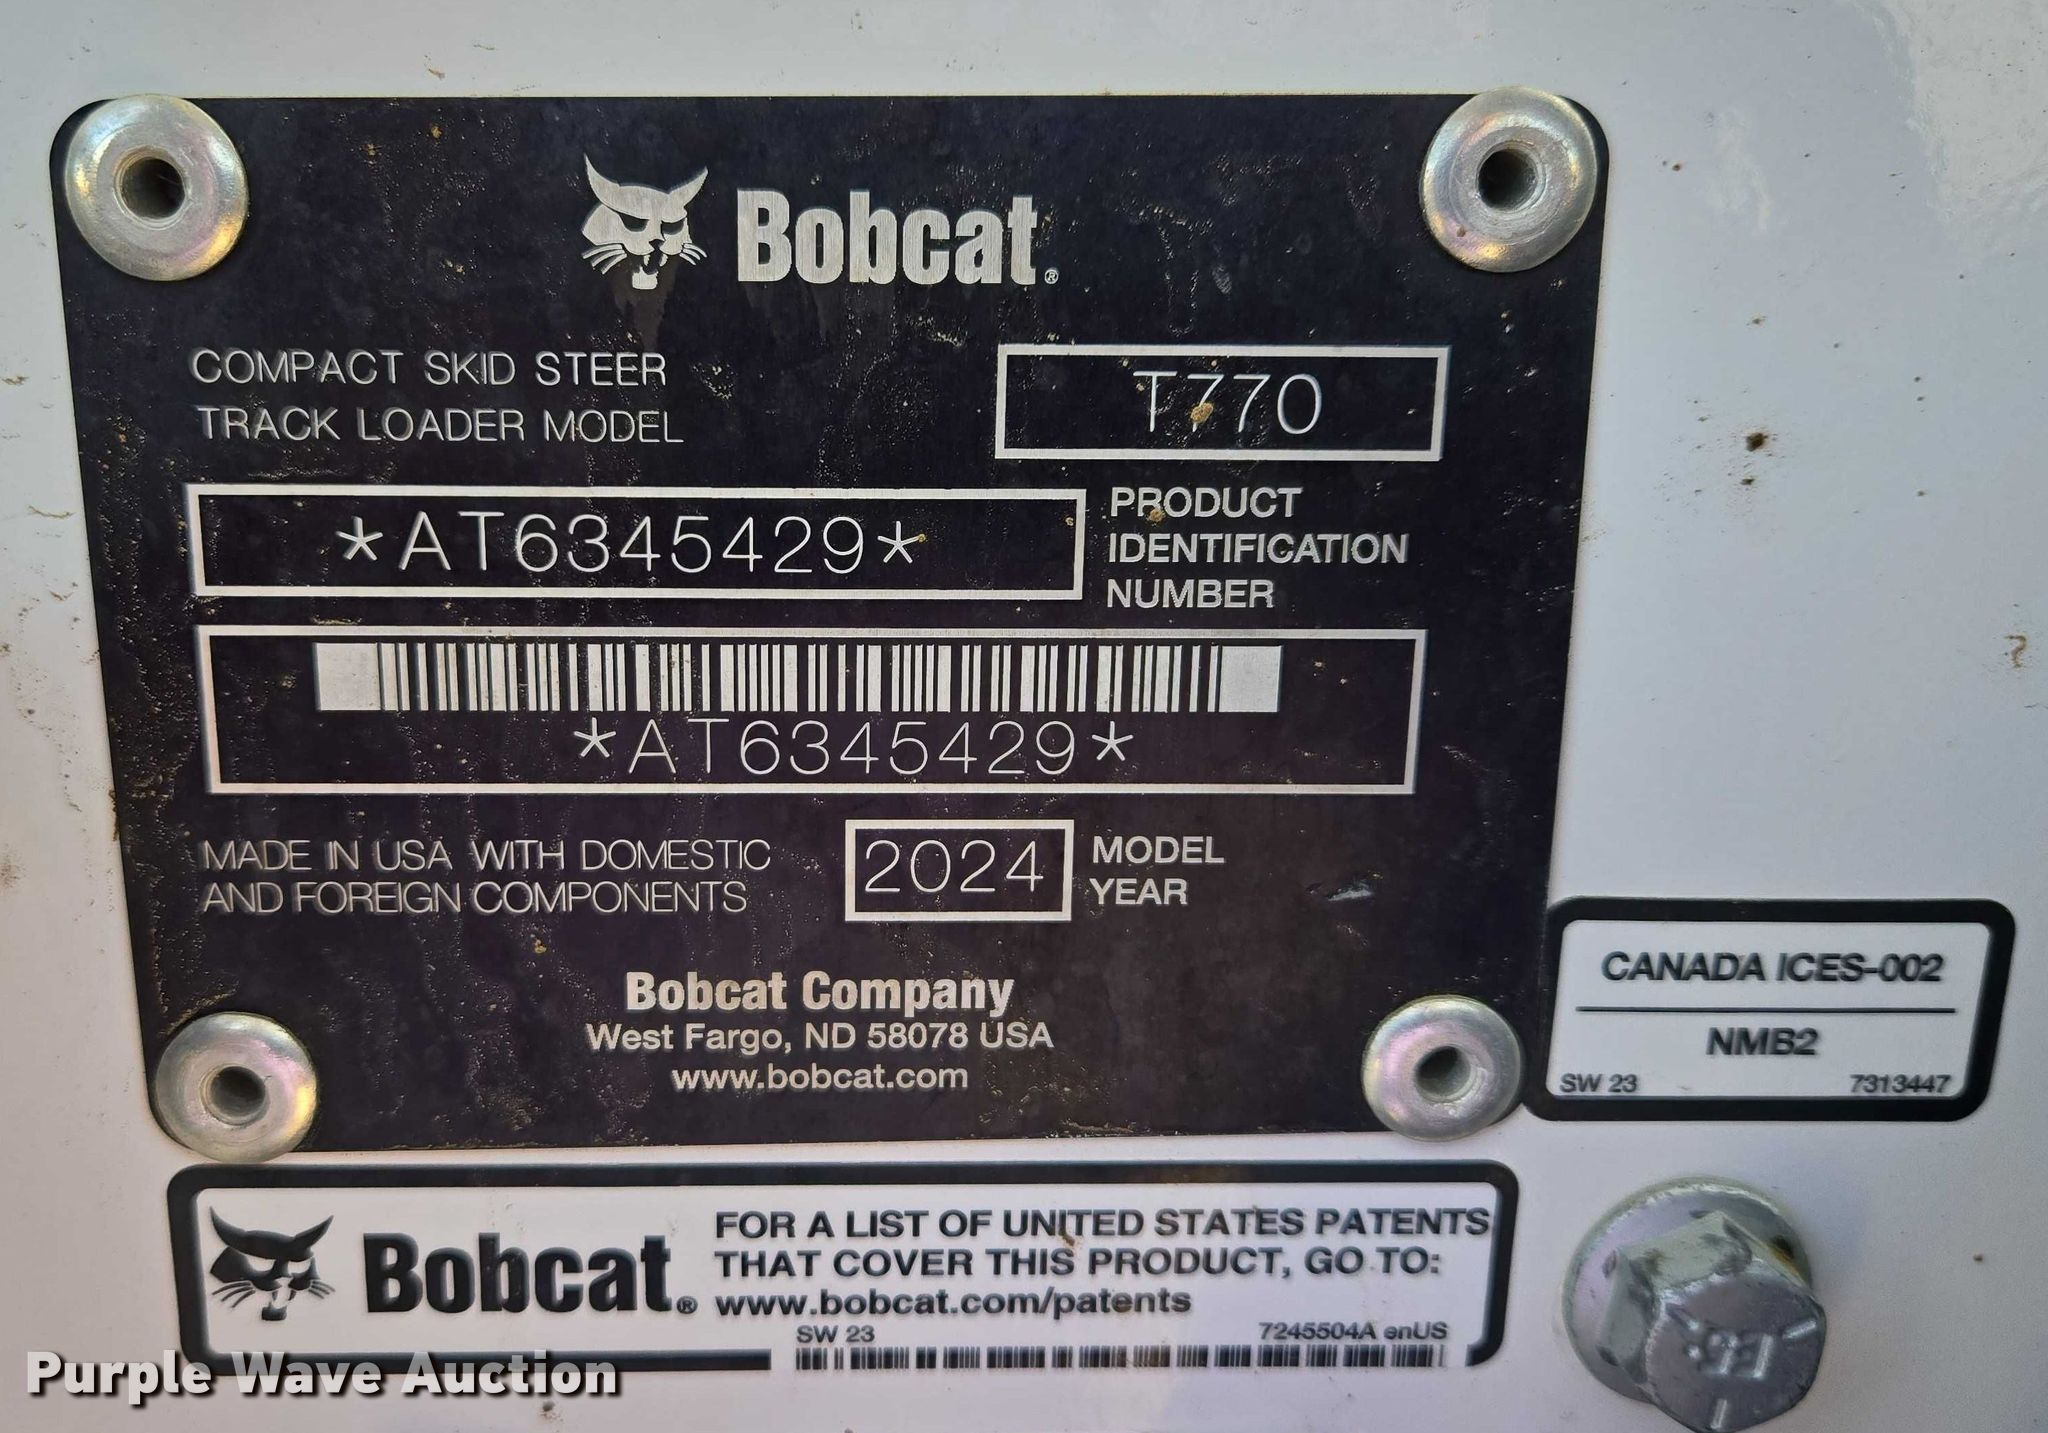 Bobcat®
COMPACT SKID STEER
TRACK LOADER MODEL
T770
*AT6345429*
PRODUCT
IDENTIFICATION
NUMBER
*AT6345429*
MADE IN USA WITH DOMESTIC
AND FOREIGN COMPONENTS
2024
MODEL
YEAR
Bobcat Company
West Fargo, ND 58078 USA
www.bobcat.com
CANADA ICES-002
NMB2
SW 23 7313447
Bobcat®
FOR A LIST OF UNITED STATES PATENTS
THAT COVER THIS PRODUCT, GO TO:
www.bobcat.com/patents
SW 23 7245504A enUS
Purple Wave Auction